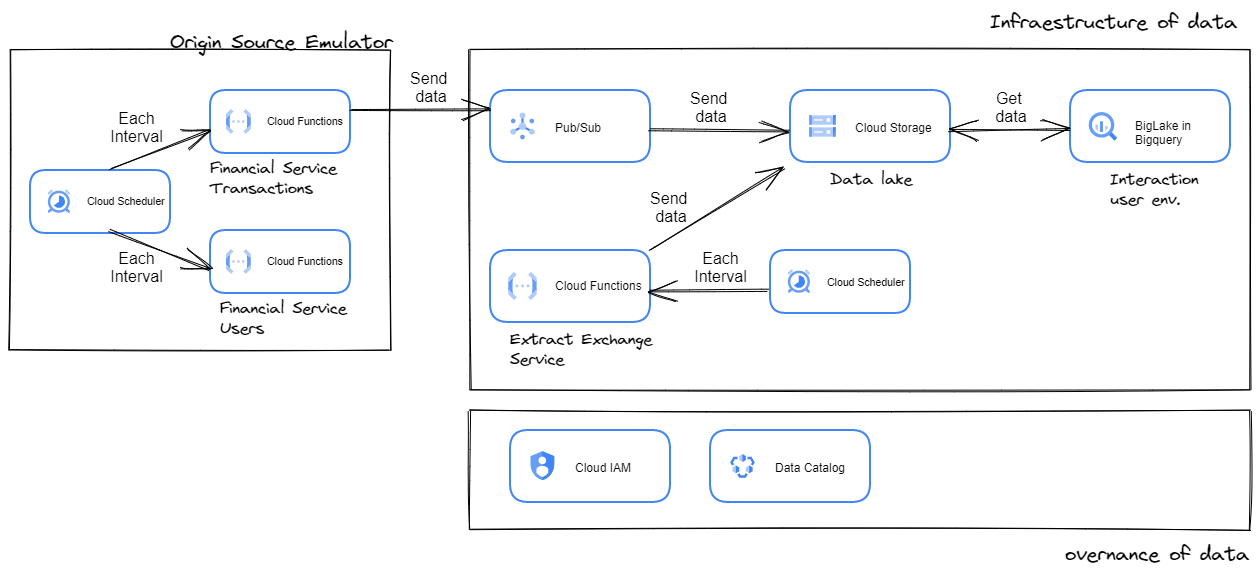 Infraestructure of data
Origin Source Emulator
Each
Interval
Cloud Functions
Financial Service
Transactions
Cloud Scheduler
Each
Interval
Cloud Functions
Financial Service
Users
Send
data
Pub/Sub
Send
data
Cloud Storage
Data lake
Get
data
BigLake in
Bigquery
Interaction
user env.
Send
data
Cloud Functions
Extract Exchange
Service
Each
Interval
Cloud Scheduler
Cloud IAM
Data Catalog
overnance of data